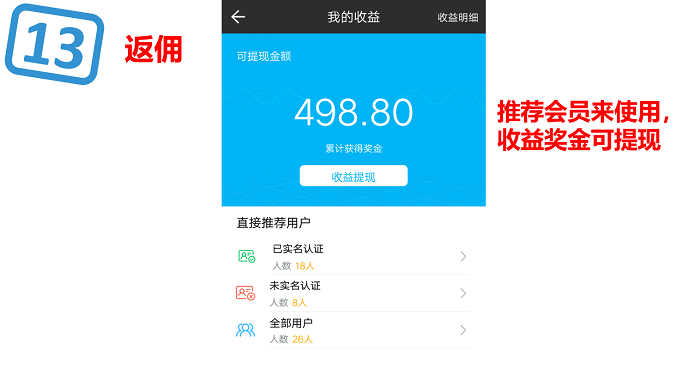 13
返佣
我的收益
收益明细
可提现金额
498.80
累计获得奖金
收益提现
推荐会员来使用，
收益奖金可提现
直接推荐用户
已实名认证
人数 18人
未实名认证
人数 8人
全部用户
人数 26人